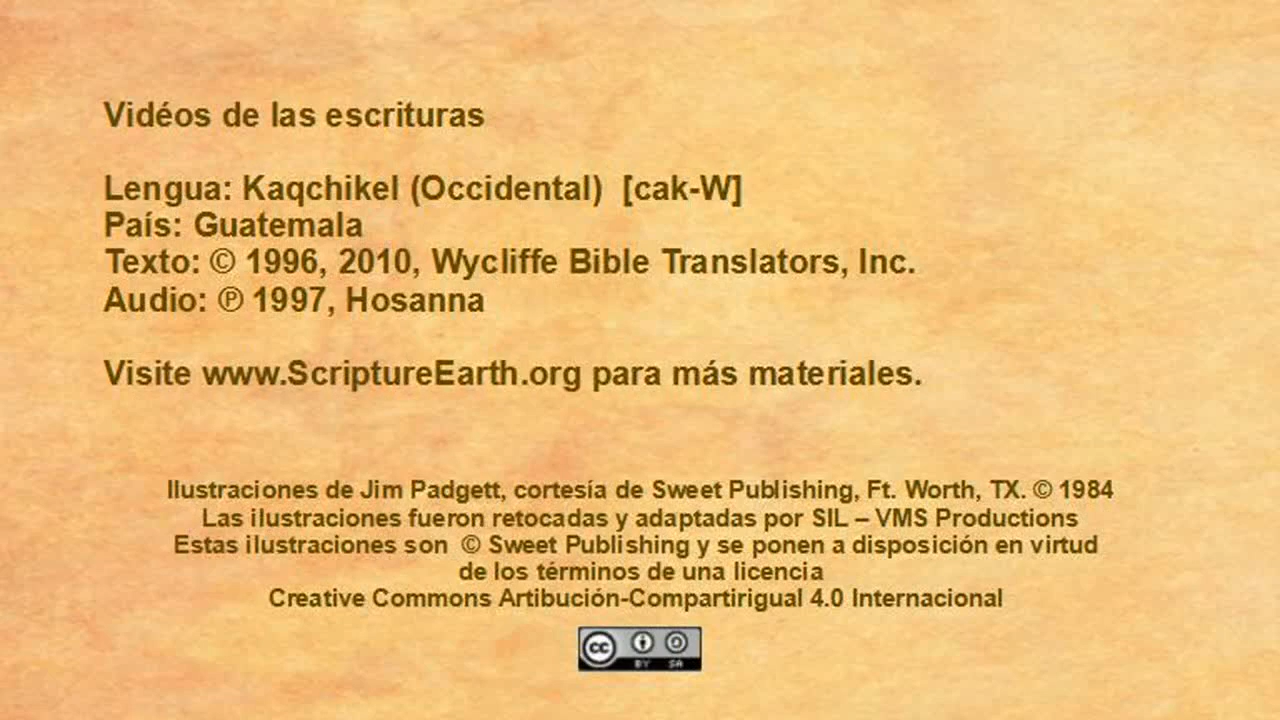 Vidéos de las escrituras
Lengua: Kaqchikel (Occidental) [cak-W]
País: Guatemala
Texto: © 1996, 2010, Wycliffe Bible Translators, Inc.
Audio: ℗ 1997, Hosanna
Visite www.ScriptureEarth.org para más materiales.
Ilustraciones de Jim Padgett, cortesía de Sweet Publishing, Ft. Worth, TX. © 1984
Las ilustraciones fueron retocadas y adaptadas por SIL – VMS Productions
Estas ilustraciones son © Sweet Publishing y se ponen a disposición en virtud
de los términos de una licencia
Creative Commons Artibución-Compartirigual 4.0 Internacional
cc BY SA